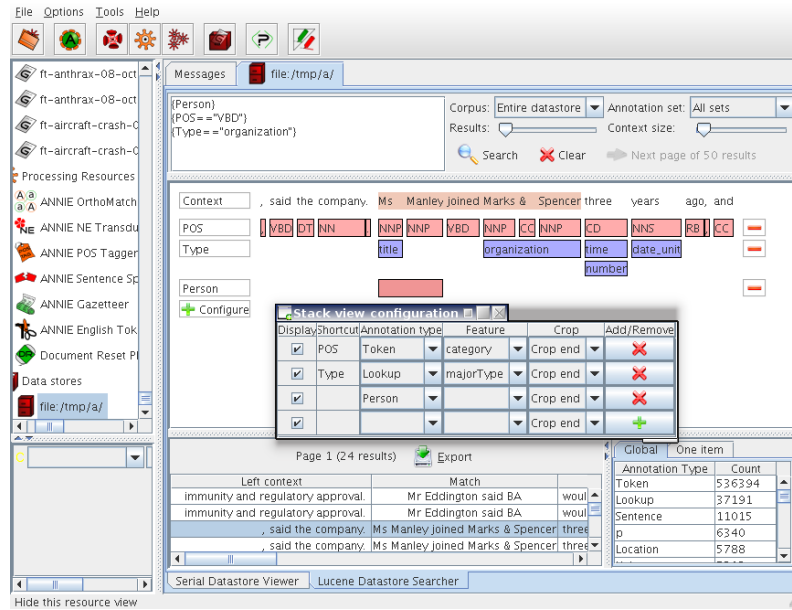 File Options Tools Help
ft-anthrax-08-oct
ft-anthrax-08-oct
ft-aircraft-crash-0
ft-aircraft-crash-0
Processing Resources
ANNIE OrthoMatch
ANNIE NE Transdu
ANNIE POS Tagger
ANNIE Sentence Sp
ANNIE Gazetteer
ANNIE English Tok
Document Reset Pl
Data stores
file:/tmp/a/
Messages file:/tmp/a/
{Person}
{POS=="VBD"}
{Type=="organization"}
Corpus: Entire datastore Annotation set: All sets
Results: Context size:
Search Clear Next page of 50 results
Context , said the company. Ms Manley joined Marks & Spencer three years ago, and
POS , VBD DT NN . NNP NNP VBD NNP CC NNP CD NNS RB , CC
Type title organization time date_unit
number
Person
Configure
Stack view configuration
Display Shortcut Annotation type Feature Crop Add/Remove
POS Token category Crop end
Type Lookup majorType Crop end
Person Crop end
Crop end
Page 1 (24 results) Export
Left context Match
immunity and regulatory approval. Mr Eddington said BA woul
immunity and regulatory approval. Mr Eddington said BA woul
, said the company. Ms Manley joined Marks & Spencer three
, said the company. Ms Manley joined Marks & Spencer three
Global One item
Annotation Type Count
Token 536394
Lookup 37191
Sentence 11015
p 6340
Location 5788
Serial Datastore Viewer Lucene Datastore Searcher
Hide this resource view